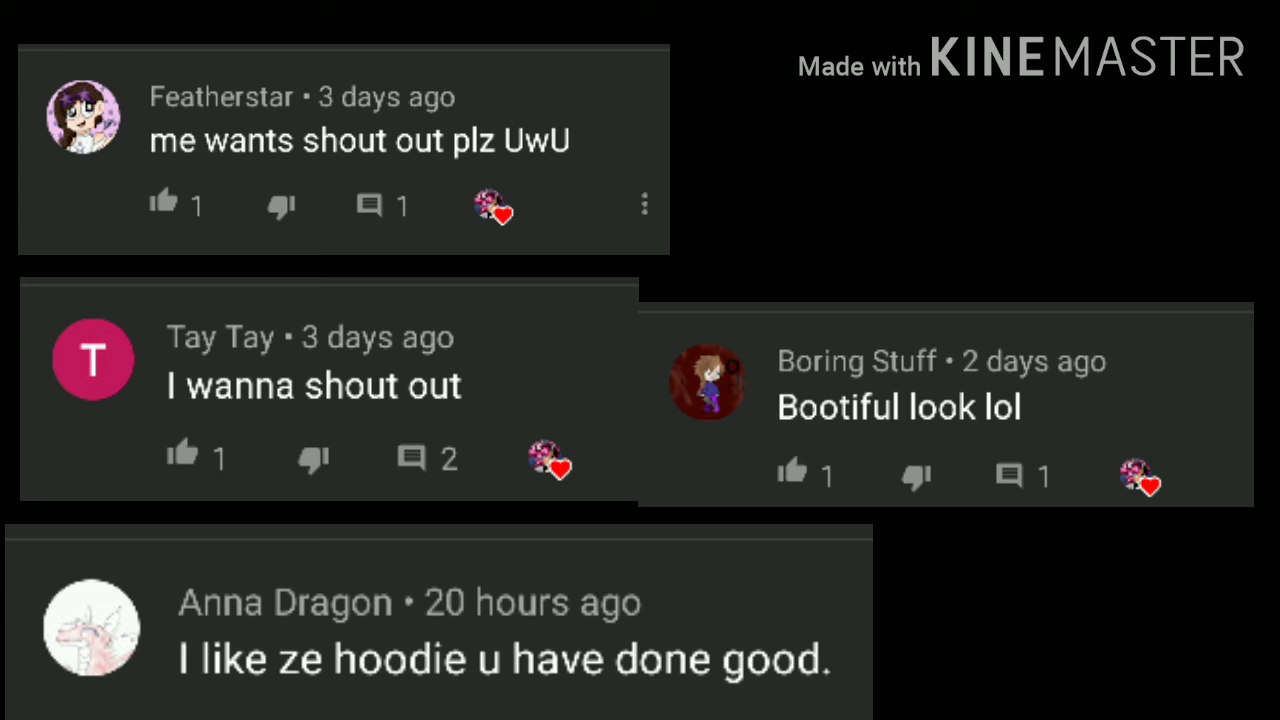 Made with KINEMASTER
Featherstar • 3 days ago
me wants shout out plz UwU
1
1
Tay Tay • 3 days ago
T
I wanna shout out
1
2
Boring Stuff • 2 days ago
Bootiful look lol
1
1
Anna Dragon • 20 hours ago
I like ze hoodie u have done good.